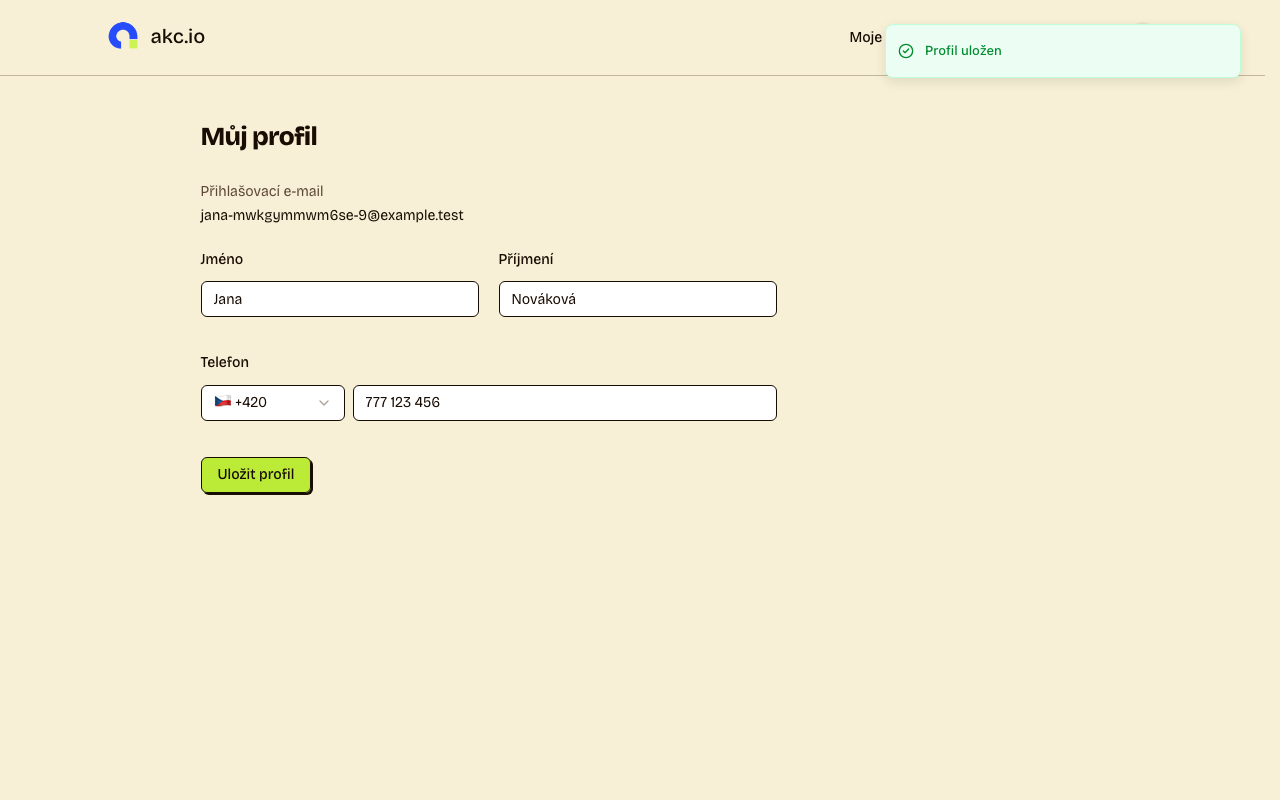 akc.io
Moje
Profil uložen
Můj profil
Přihlašovací e-mail
jana-mwkgymmwm6se-9@example.test
Jméno
Příjmení
Jana
Nováková
Telefon
+420
777 123 456
Uložit profil